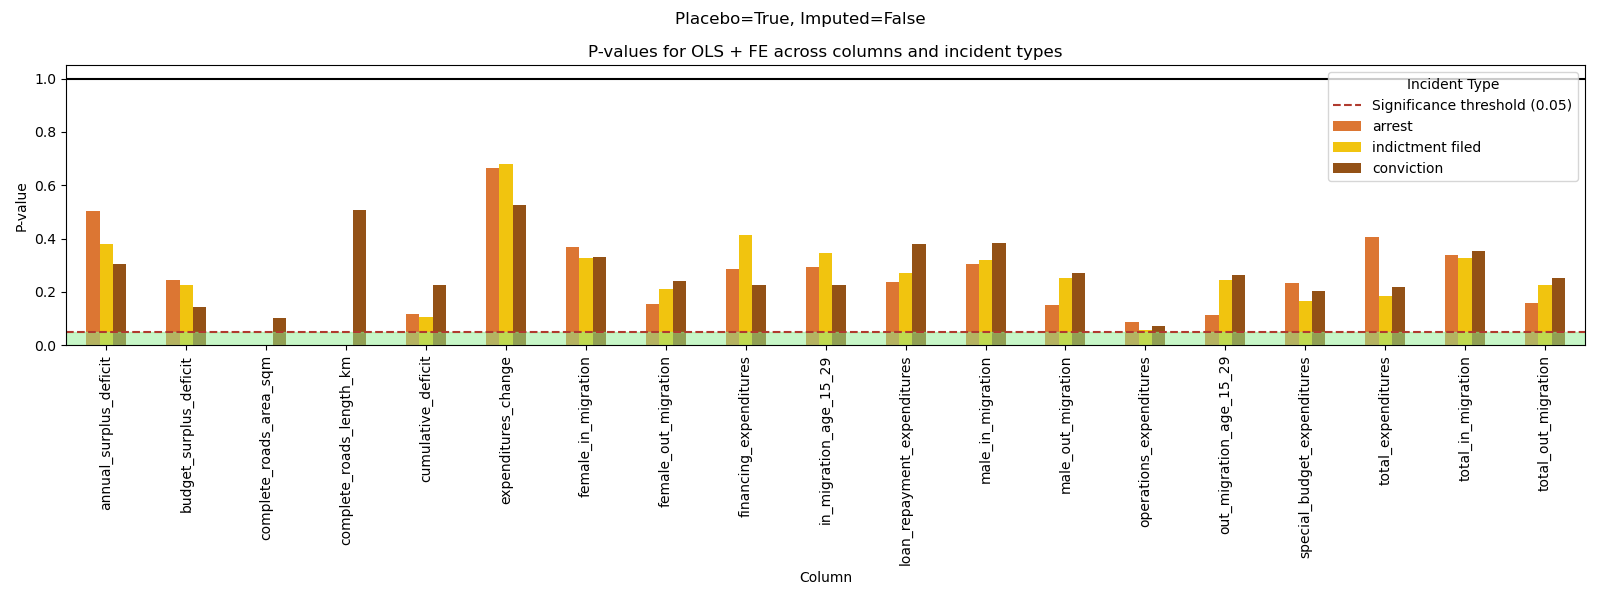 Placebo=True, Imputed=False
P-values for OLS + FE across columns and incident types
P-value
1.0
0.8
0.6
0.4
0.2
0.0
Incident Type
Significance threshold (0.05)
arrest
indictment filed
conviction
annual_surplus_deficit
budget_surplus_deficit
complete_roads_area_sqm
complete_roads_length_km
cumulative_deficit
expenditures_change
female_in_migration
female_out_migration
financing_expenditures
in_migration_age_15_29
loan_repayment_expenditures
male_in_migration
male_out_migration
operations_expenditures
out_migration_age_15_29
special_budget_expenditures
total_expenditures
total_in_migration
total_out_migration
Column